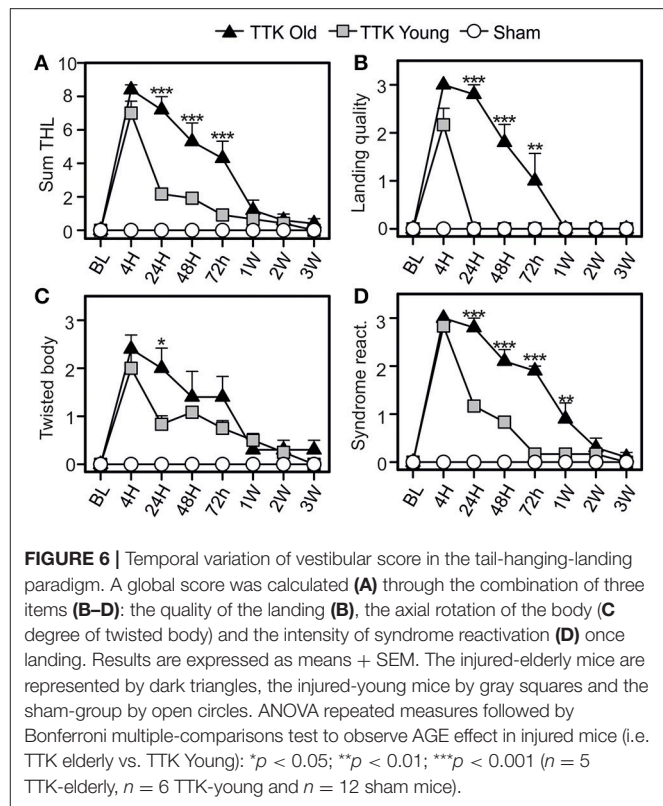 TTK Old TTK Young Sham
A
B
10
8
6
4
2
0
Sum THL
*** *** ***
BL 4H 24H 48H 72h 1W 2W 3W
3
2
1
0
Landing quality
*** *** **
BL 4H 24H 48H 72h 1W 2W 3W
C
D
3
2
1
0
Twisted body
*
BL 4H 24H 48H 72h 1W 2W 3W
3
2
1
0
Syndrome react.
*** *** *** **
BL 4H 24H 48H 72h 1W 2W 3W
FIGURE 6 | Temporal variation of vestibular score in the tail-hanging-landing
paradigm. A global score was calculated (A) through the combination of three
items (B–D): the quality of the landing (B), the axial rotation of the body (C
degree of twisted body) and the intensity of syndrome reactivation (D) once
landing. Results are expressed as means + SEM. The injured-elderly mice are
represented by dark triangles, the injured-young mice by gray squares and the
sham-group by open circles. ANOVA repeated measures followed by
Bonferroni multiple-comparisons test to observe AGE effect in injured mice (i.e.
TTK elderly vs. TTK Young): *p < 0.05; **p < 0.01; ***p < 0.001 (n = 5
TTK-elderly, n = 6 TTK-young and n = 12 sham mice).